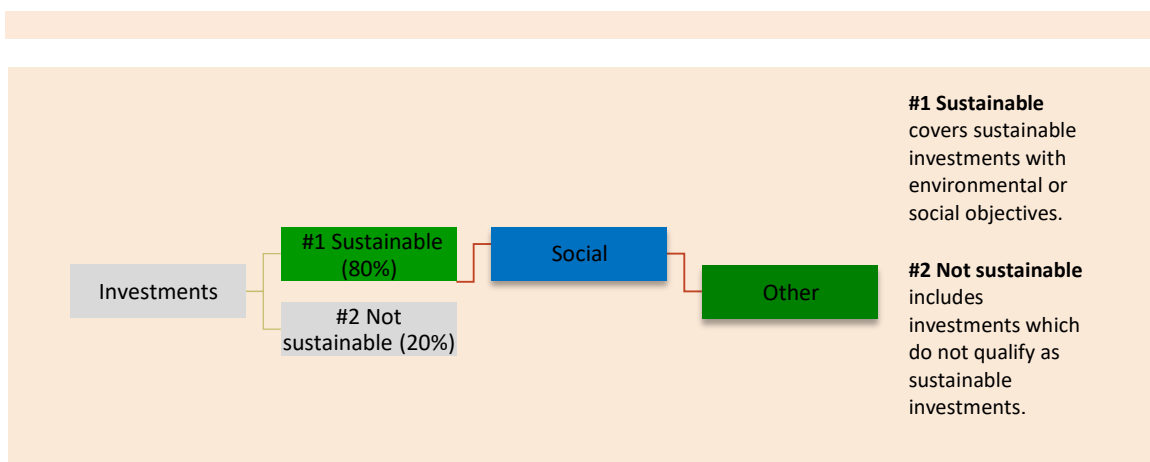 Investments
#1 Sustainable
(80%)
#2 Not
sustainable (20%)
Social
Other
#1 Sustainable
covers sustainable
investments with
environmental or
social objectives.
#2 Not sustainable
includes
investments which
do not qualify as
sustainable
investments.